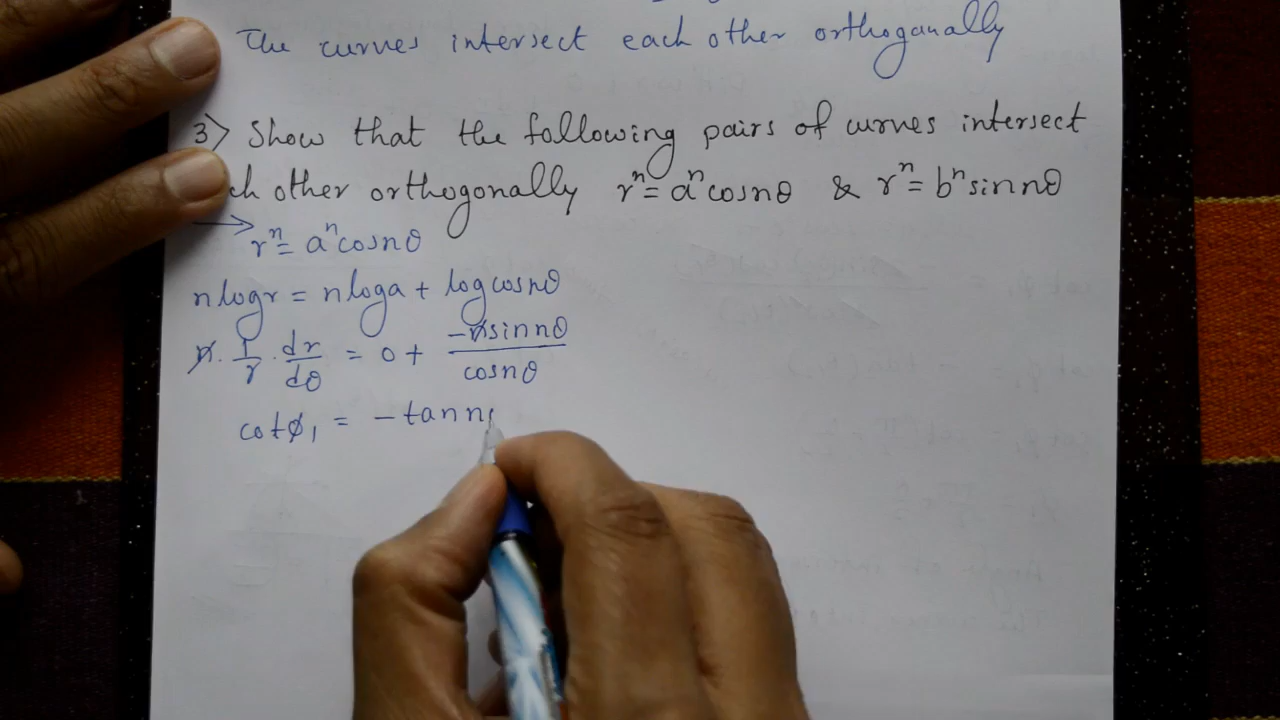 The curves intersect each other orthoganally
3) Show that the following pairs of curves intersect
ch other orthogonally rⁿ = aⁿcosnθ & rⁿ = bⁿsinnθ
→ rⁿ = aⁿcosnθ
nlogr = nloga + logcosnθ
n · 1/r · dr/dθ = 0 + -nsinnθ/cosnθ
cotφ₁ = -tann